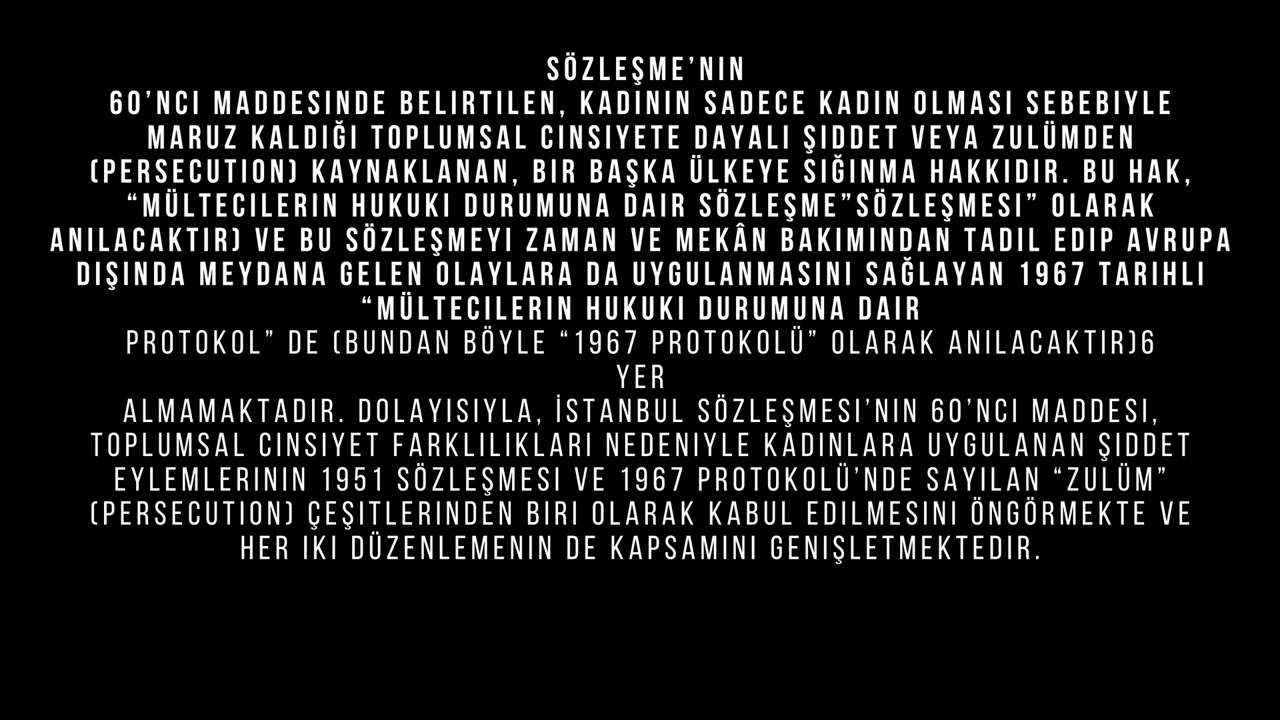 SÖZLEŞME’NIN
60’NCI MADDESINDE BELIRTILEN, KADININ SADECE KADIN OLMASI SEBEBIYLE
MARUZ KALDIĞI TOPLUMSAL CINSIYETE DAYALI ŞIDDET VEYA ZULÜMDEN
(PERSECUTION) KAYNAKLANAN, BIR BAŞKA ÜLKEYE SIĞINMA HAKKIDIR. BU HAK,
“MÜLTECILERIN HUKUKI DURUMUNA DAIR SÖZLEŞME”SÖZLEŞMESI” OLARAK
ANILACAKTIR) VE BU SÖZLEŞMEYI ZAMAN VE MEKÂN BAKIMINDAN TADIL EDIP AVRUPA
DIŞINDA MEYDANA GELEN OLAYLARA DA UYGULANMASINI SAĞLAYAN 1967 TARIHLI
“MÜLTECILERIN HUKUKI DURUMUNA DAIR
PROTOKOL” DE (BUNDAN BÖYLE “1967 PROTOKOLÜ” OLARAK ANILACAKTIR)6
YER
ALMAMAKTADIR. DOLAYISIYLA, İSTANBUL SÖZLEŞMESI’NIN 60’NCI MADDESI,
TOPLUMSAL CINSIYET FARKLILIKLARI NEDENIYLE KADINLARA UYGULANAN ŞIDDET
EYLEMLERININ 1951 SÖZLEŞMESI VE 1967 PROTOKOLÜ’NDE SAYILAN “ZULÜM”
(PERSECUTION) ÇEŞITLERINDEN BIRI OLARAK KABUL EDILMESINI ÖNGÖRMEKTE VE
HER IKI DÜZENLEMENIN DE KAPSAMINI GENIŞLETMEKTEDIR.